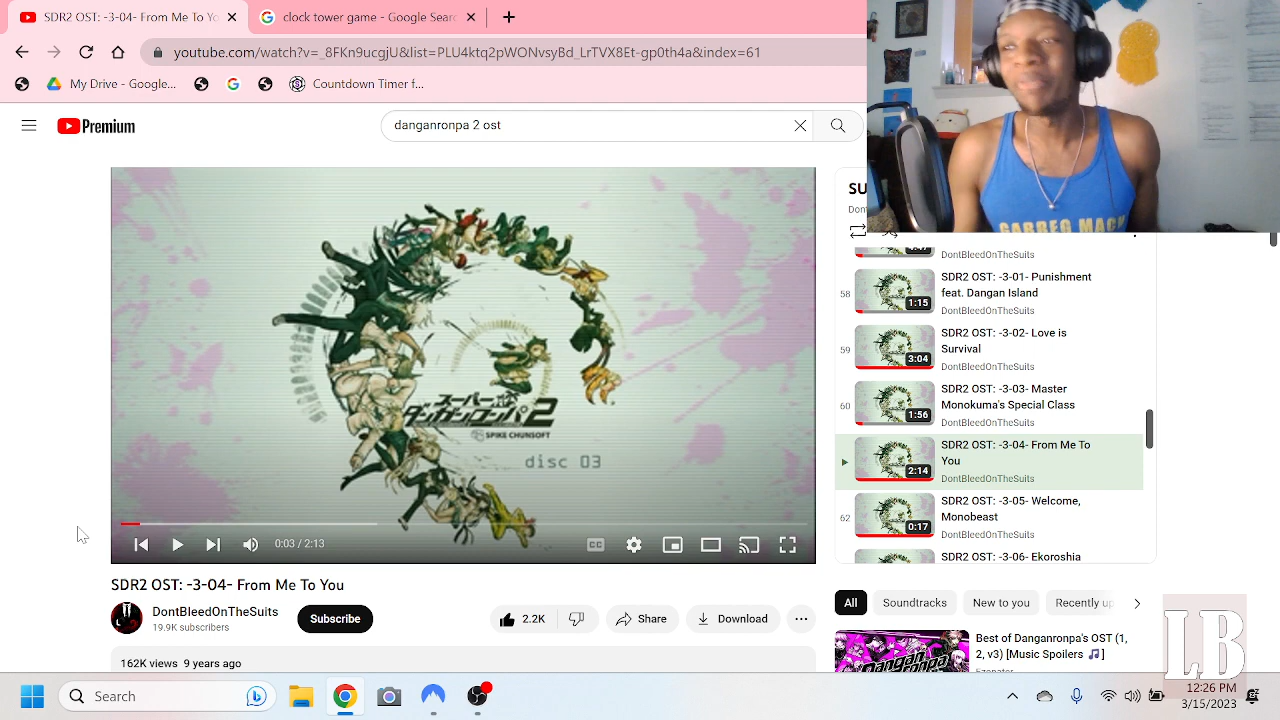 SDR2 OST: -3-04- From Me To
Google Search
youtube.com/watch?v=_8Ph9UypgiU&list=PLU4ktq2pWONvz38d_LrTVX8Et-gp0th4a&index=61
My Drive - Google...
Countdown Timer f...
Premium
danganronpa 2 ost
スーパー
ダンガンロンパ2
SPIKE CHUNSOFT
disc 03
CC
0:03 / 2:13
SDR2 OST: -3-04- From Me To You
DontBleedOnTheSuits
19.9K subscribers
Subscribe
2.2K
Share
Download
162K views 9 years ago
SU
Dont
DontBleedOnTheSuits
58
1:15
SDR2 OST: -3-01- Punishment
feat. Dangan Island
DontBleedOnTheSuits
59
3:04
SDR2 OST: -3-02- Love is
Survival
DontBleedOnTheSuits
60
1:56
SDR2 OST: -3-03- Master
Monokuma's Special Class
DontBleedOnTheSuits
2:14
SDR2 OST: -3-04- From Me To
You
DontBleedOnTheSuits
62
0:17
SDR2 OST: -3-05- Welcome,
Monobeast
DontBleedOnTheSuits
SDR2 OST: -3-06- Ekoroshia
All
Soundtracks
New to you
Recently up
Best of Danganronpa's OST (1,
2, v3) [Music Spoilers 🎵]
LB
Search
12:26 PM
3/15/2023